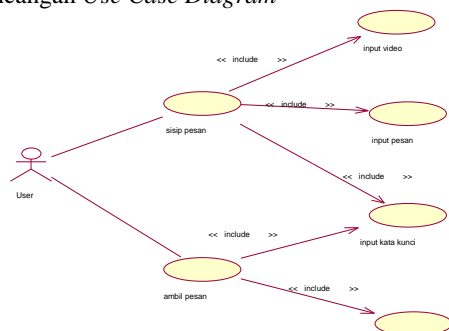 Use Case Diagram
<< include >>
input video
<< include >>
sisip pesan
input pesan
User
<< include >>
<< include >>
input kata kunci
<< include >>
ambil pesan